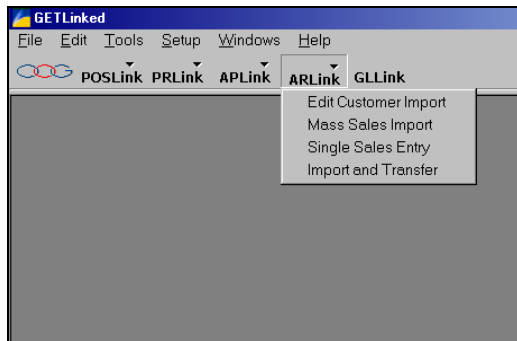 GETLinked
File Edit Tools Setup Windows Help
POSLink PRLink APLink ARLink GLLink
Edit Customer Import
Mass Sales Import
Single Sales Entry
Import and Transfer